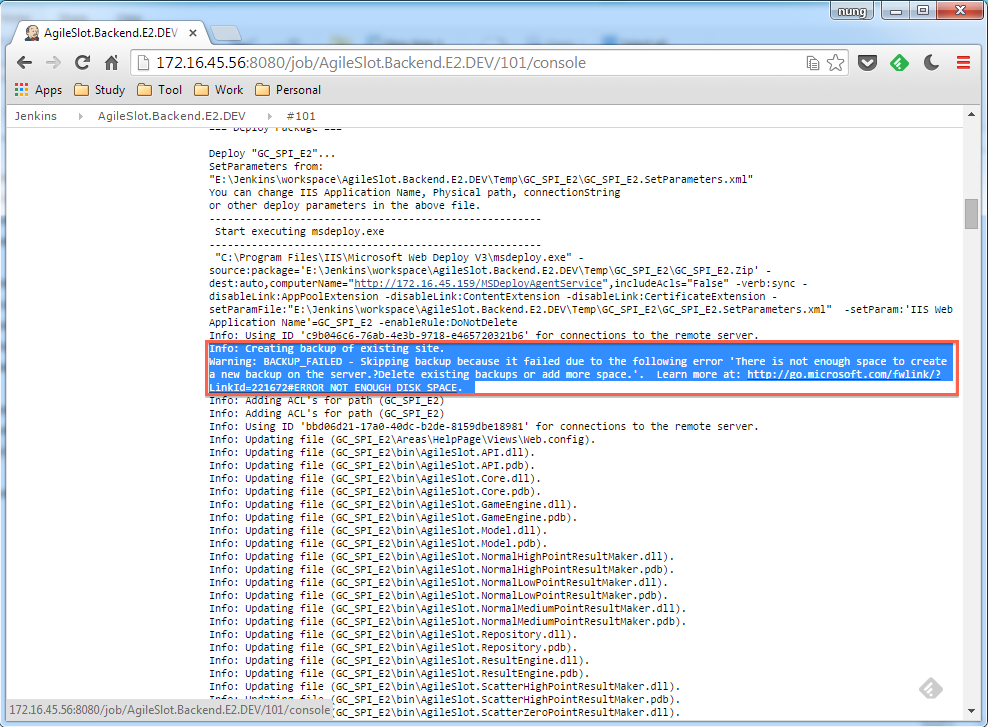 nung
AgileSlot.Backend.E2.DEV
172.16.45.56:8080/job/AgileSlot.Backend.E2.DEV/101/console
Apps Study Tool Work Personal
Jenkins AgileSlot.Backend.E2.DEV #101
=== Deploy Package ===
Deploy "GC_SPI_E2"...
SetParameters from:
"E:\Jenkins\workspace\AgileSlot.Backend.E2.DEV\Temp\GC_SPI_E2\GC_SPI_E2.SetParameters.xml"
You can change IIS Application Name, Physical path, connectionString
or other deploy parameters in the above file.
-------------------------------------------------------
Start executing msdeploy.exe
-------------------------------------------------------
"C:\Program Files\IIS\Microsoft Web Deploy V3\msdeploy.exe" -
source:package='E:\Jenkins\workspace\AgileSlot.Backend.E2.DEV\Temp\GC_SPI_E2\GC_SPI_E2.Zip' -
dest:auto,computerName="http://172.16.45.159/MSDeployAgentService",includeAcls="False" -verb:sync -
disableLink:AppPoolExtension -disableLink:ContentExtension -disableLink:CertificateExtension -
setParamFile:"E:\Jenkins\workspace\AgileSlot.Backend.E2.DEV\Temp\GC_SPI_E2\GC_SPI_E2.SetParameters.xml" -setParam:'IIS Web
Application Name'=GC_SPI_E2 -enableRule:DoNotDelete
Info: Using ID 'c9b046c6-76ab-4e3b-9718-e465720321b6' for connections to the remote server.
Info: Creating backup of existing site.
Warning: BACKUP_FAILED - Skipping backup because it failed due to the following error 'There is not enough space to create
a new backup on the server.?Delete existing backups or add more space.'. Learn more at: http://go.microsoft.com/fwlink/?
LinkId=221672#ERROR_NOT_ENOUGH_DISK_SPACE.
Info: Adding ACL's for path (GC_SPI_E2)
Info: Adding ACL's for path (GC_SPI_E2)
Info: Using ID 'bbd06d21-17a0-40dc-b2de-8159dbe18981' for connections to the remote server.
Info: Updating file (GC_SPI_E2\Areas\HelpPage\Views\Web.config).
Info: Updating file (GC_SPI_E2\bin\AgileSlot.API.dll).
Info: Updating file (GC_SPI_E2\bin\AgileSlot.API.pdb).
Info: Updating file (GC_SPI_E2\bin\AgileSlot.Core.dll).
Info: Updating file (GC_SPI_E2\bin\AgileSlot.Core.pdb).
Info: Updating file (GC_SPI_E2\bin\AgileSlot.GameEngine.dll).
Info: Updating file (GC_SPI_E2\bin\AgileSlot.GameEngine.pdb).
Info: Updating file (GC_SPI_E2\bin\AgileSlot.Model.dll).
Info: Updating file (GC_SPI_E2\bin\AgileSlot.Model.pdb).
Info: Updating file (GC_SPI_E2\bin\AgileSlot.NormalHighPointResultMaker.dll).
Info: Updating file (GC_SPI_E2\bin\AgileSlot.NormalHighPointResultMaker.pdb).
Info: Updating file (GC_SPI_E2\bin\AgileSlot.NormalLowPointResultMaker.dll).
Info: Updating file (GC_SPI_E2\bin\AgileSlot.NormalLowPointResultMaker.pdb).
Info: Updating file (GC_SPI_E2\bin\AgileSlot.NormalMediumPointResultMaker.dll).
Info: Updating file (GC_SPI_E2\bin\AgileSlot.NormalMediumPointResultMaker.pdb).
Info: Updating file (GC_SPI_E2\bin\AgileSlot.Repository.dll).
Info: Updating file (GC_SPI_E2\bin\AgileSlot.Repository.pdb).
Info: Updating file (GC_SPI_E2\bin\AgileSlot.ResultEngine.dll).
Info: Updating file (GC_SPI_E2\bin\AgileSlot.ResultEngine.pdb).
Info: Updating file (GC_SPI_E2\bin\AgileSlot.ScatterHighPointResultMaker.dll).
Info: Updating file (GC_SPI_E2\bin\AgileSlot.ScatterHighPointResultMaker.pdb).
(GC_SPI_E2\bin\AgileSlot.ScatterZeroPointResultMaker.dll).
172.16.45.56:8080/job/AgileSlot.Backend.E2.DEV/101/console